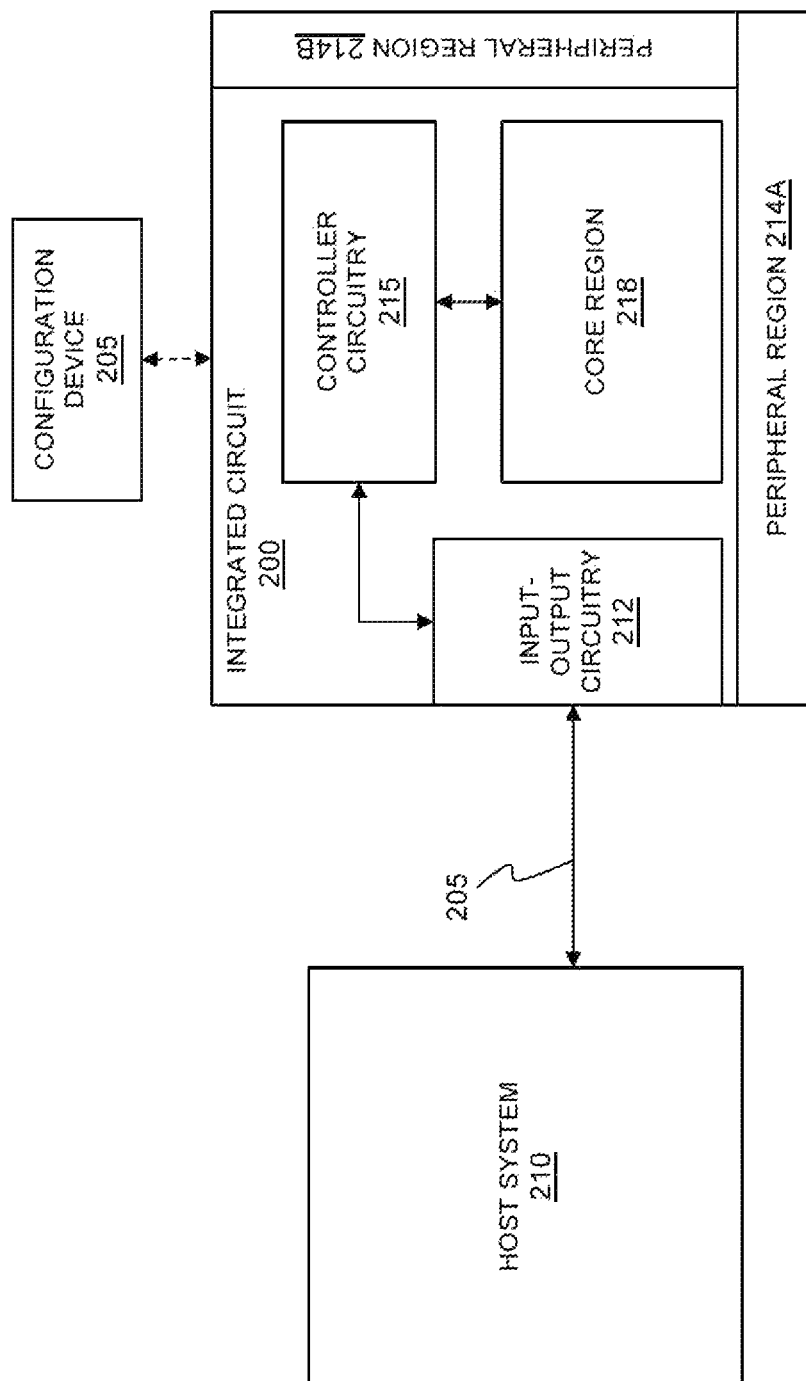 CONFIGURATION
DEVICE
205
INTEGRATED CIRCUIT
200
PERIPHERAL REGION 214B
CONTROLLER
CIRCUITRY
215
INPUT-
OUTPUT
CIRCUITRY
212
CORE REGION
218
PERIPHERAL REGION 214A
205
HOST SYSTEM
210